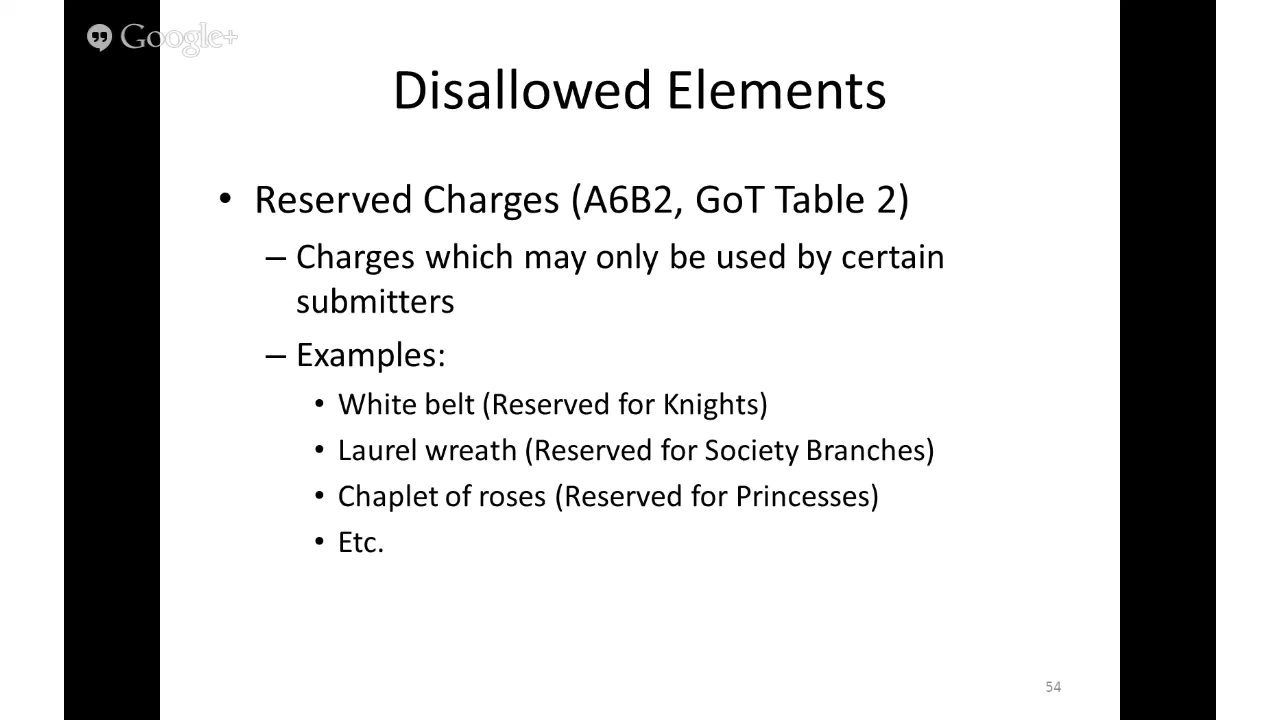 Google+
Disallowed Elements
• Reserved Charges (A6B2, GoT Table 2)
– Charges which may only be used by certain
submitters
– Examples:
• White belt (Reserved for Knights)
• Laurel wreath (Reserved for Society Branches)
• Chaplet of roses (Reserved for Princesses)
• Etc.
54